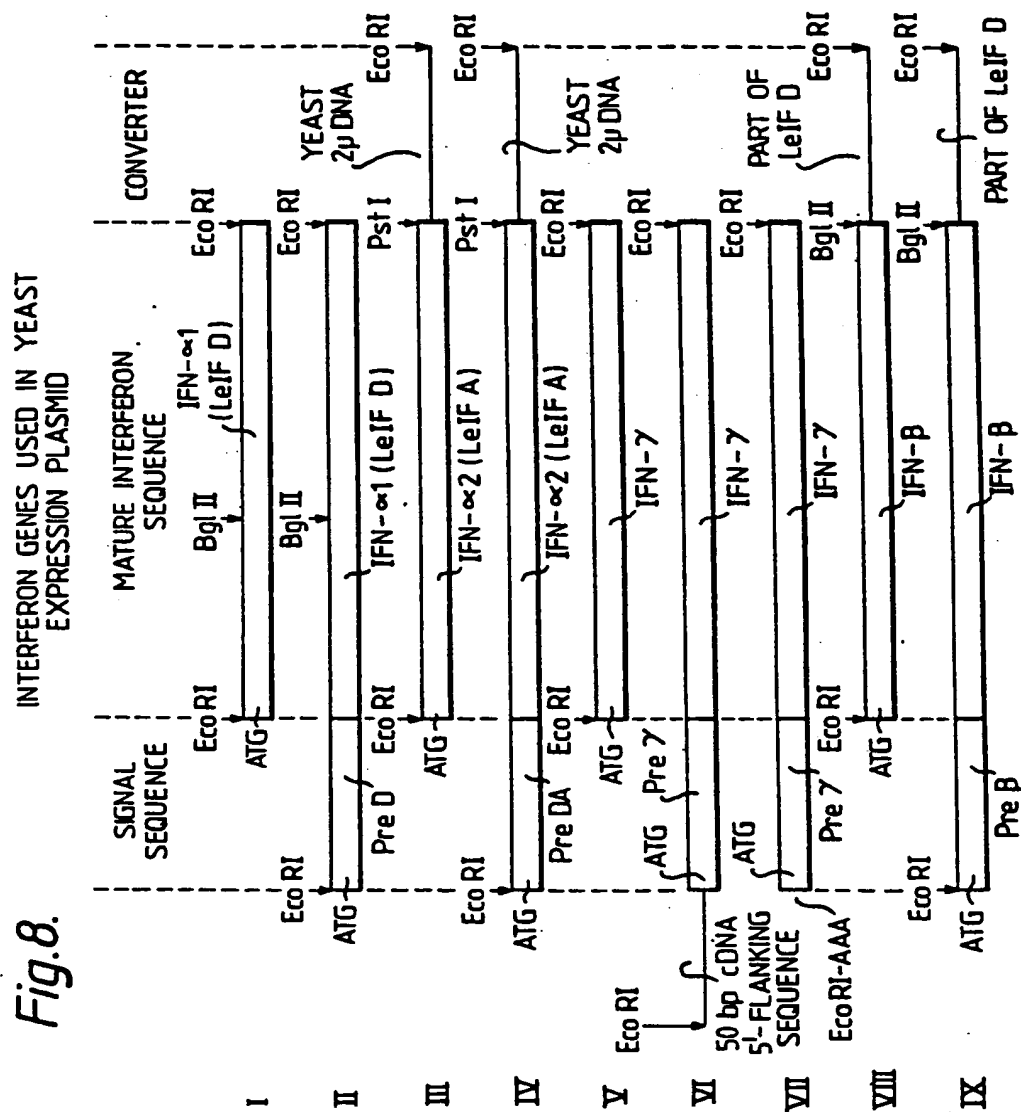 Fig.8.
INTERFERON GENES USED IN YEAST
EXPRESSION PLASMID
SIGNAL
SEQUENCE
MATURE INTERFERON
SEQUENCE
CONVERTER
I
Eco RI
Bgl II
IFN-α1
(LeIF D)
Eco RI
ATG
II
Eco RI
Bgl II
Eco RI
ATG
Pre D
IFN-α1 (LeIF D)
III
Eco RI
Pst I
YEAST
2μ DNA
Eco RI
ATG
IFN-α2 (LeIF A)
IV
Eco RI
Pst I
Eco RI
ATG
Pre DA
IFN-α2 (LeIF A)
YEAST
2μ DNA
V
Eco RI
Eco RI
ATG
IFN-γ
VI
Eco RI
50 bp cDNA
5'-FLANKING
SEQUENCE
ATG
Pre γ
Eco RI
IFN-γ
VII
EcoRI-AAA
ATG
Pre γ
Eco RI
IFN-γ
VIII
Eco RI
Bgl II
PART OF
LeIF D
Eco RI
ATG
IFN-β
IX
Eco RI
Bgl II
Eco RI
ATG
Pre β
IFN-β
PART OF LeIF D